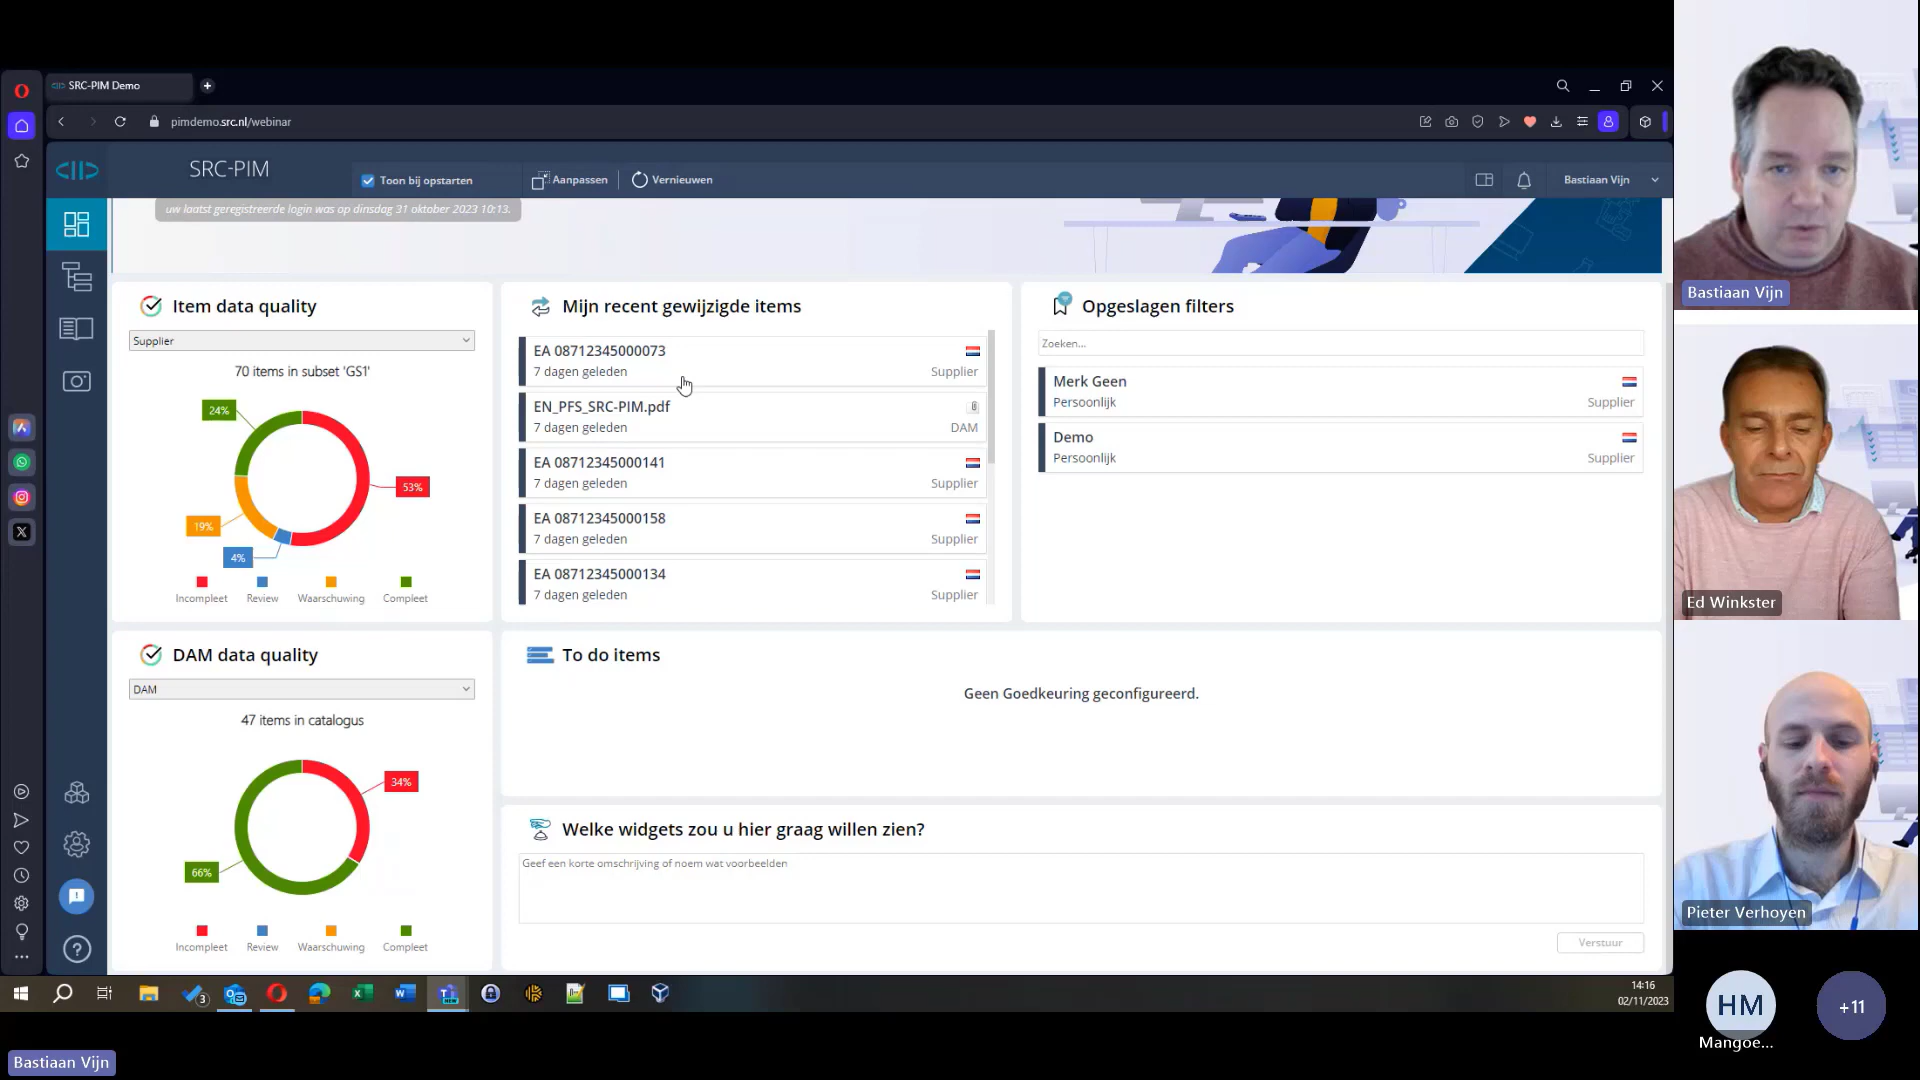 SRC-PIM Demo
pimdemo.src.nl/webinar
SRC-PIM
Toon bij opstarten
Aanpassen
Vernieuwen
Bastiaan Vijn
uw laatst geregistreerde login was op dinsdag 31 oktober 2023 10:13.
Item data quality
Supplier
70 items in subset 'GS1'
24%
53%
19%
4%
Incompleet
Review
Waarschuwing
Compleet
Mijn recent gewijzigde items
EA 08712345000073
7 dagen geleden
Supplier
EN_PFS_SRC-PIM.pdf
7 dagen geleden
DAM
EA 08712345000141
7 dagen geleden
Supplier
EA 08712345000158
7 dagen geleden
Supplier
EA 08712345000134
7 dagen geleden
Supplier
Opgeslagen filters
Zoeken...
Merk Geen
Persoonlijk
Supplier
Demo
Persoonlijk
Supplier
DAM data quality
DAM
47 items in catalogus
34%
66%
Incompleet
Review
Waarschuwing
Compleet
To do items
Geen Goedkeuring geconfigureerd.
Welke widgets zou u hier graag willen zien?
Geef een korte omschrijving of noem wat voorbeelden
Verstuur
3
14:16
02/11/2023
Bastiaan Vijn
Ed Winkster
Pieter Verhoyen
HM
Mangoe...
+11
Bastiaan Vijn